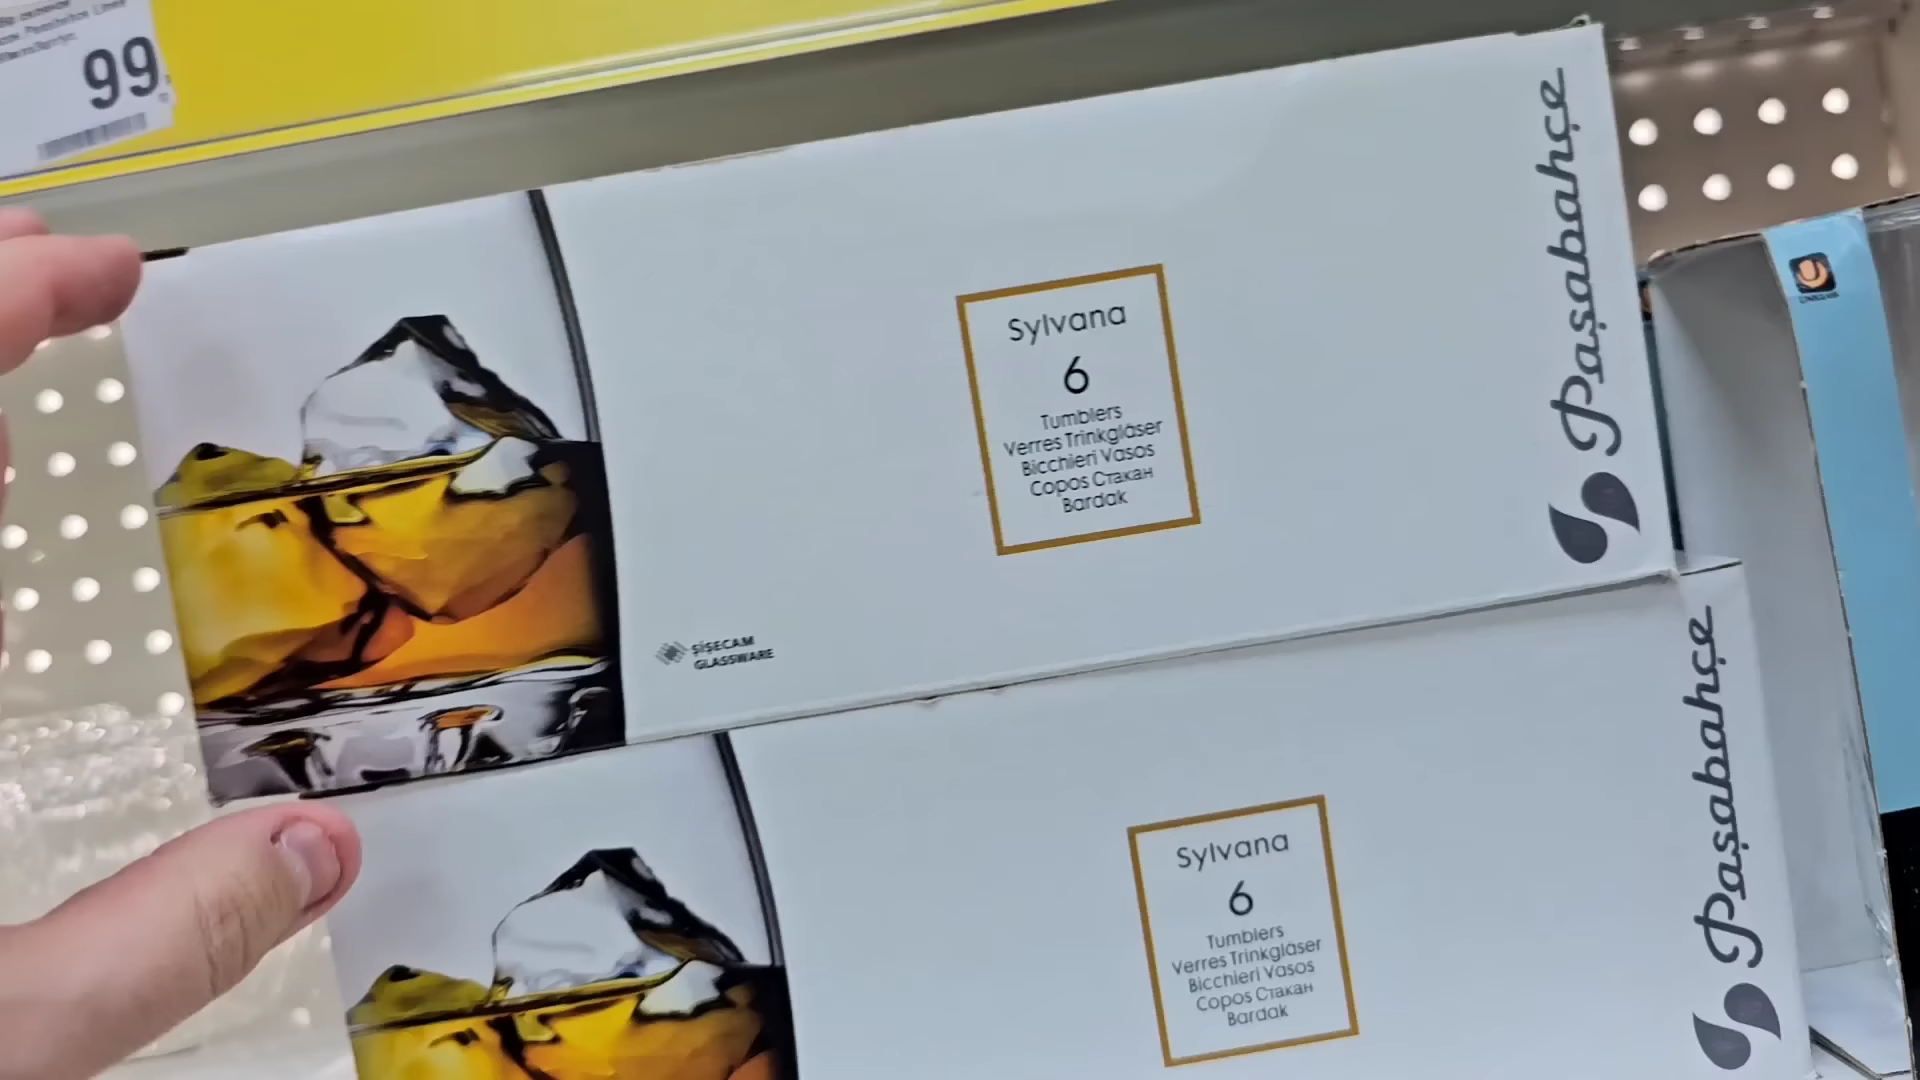 99
Sylvana
6
Tumblers
Verres Trinkgläser
Bicchieri Vasos
Copos Стакан
Bardak
Paşabahçe
ŞİŞECAM
GLASSWARE
Sylvana
6
Tumblers
Verres Trinkgläser
Bicchieri Vasos
Copos Стакан
Bardak
Paşabahçe